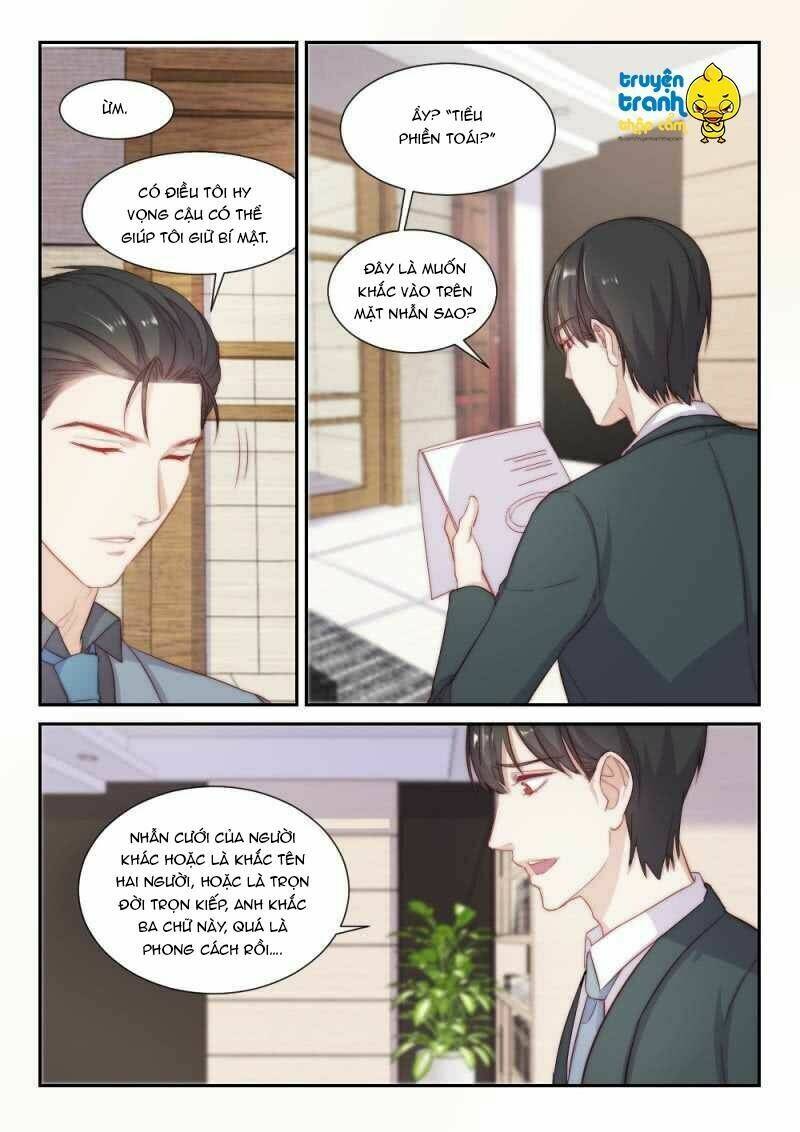 ừm.
Có điều tôi hy
vọng cậu có thể
giúp tôi giữ bí mật.
Ấy? "Tiểu
phiền toái?"
Đây là muốn
khắc vào trên
mặt nhẫn sao?
truyện
tranh
thập cẩm
Nhẫn cưới của người
khác hoặc là khắc tên
hai người, hoặc là trọn
đời trọn kiếp, anh khắc
ba chữ này, quá là
phong cách rồi....